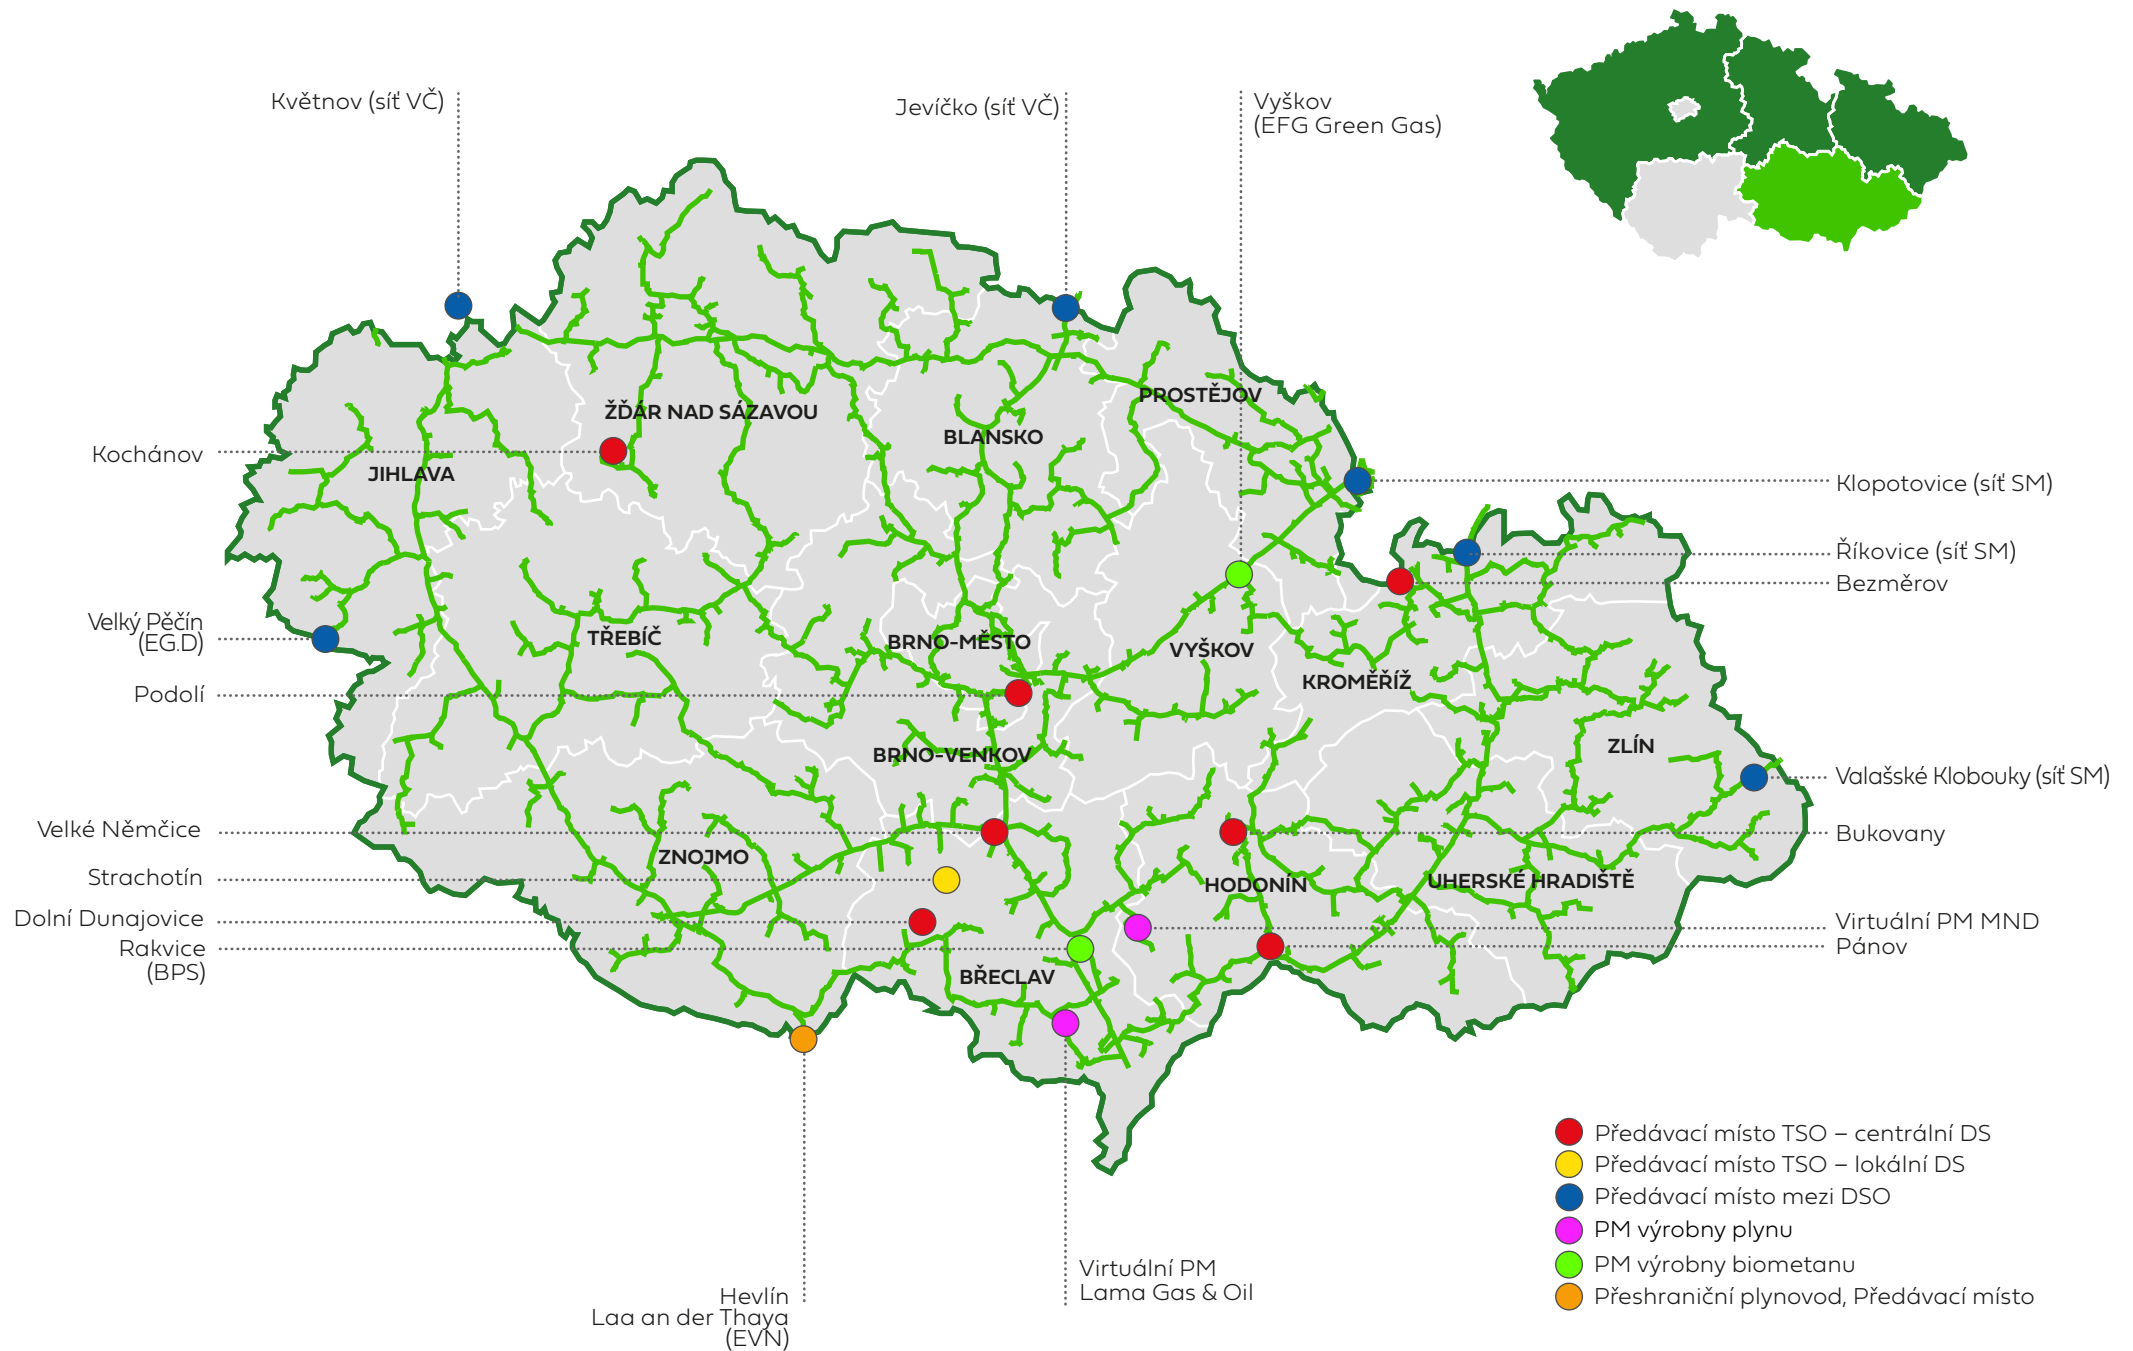 Květnov (síť VČ)
Jevíčko (síť VČ)
Vyškov
(EFG Green Gas)
Kochánov
Velký Pěčín
(EG.D)
Podolí
Velké Němčice
Strachotín
Dolní Dunajovice
Rakvice
(BPS)
PROSTĚJOV
ŽĎÁR NAD SÁZAVOU
BLANSKO
JIHLAVA
TŘEBÍČ
BRNO-MĚSTO
VYŠKOV
KROMĚŘÍŽ
BRNO-VENKOV
ZLÍN
ZNOJMO
HODONÍN
UHERSKÉ HRADIŠTĚ
BŘECLAV
Klopotovice (síť SM)
Říkovice (síť SM)
Bezměrov
Valašské Klobouky (síť SM)
Bukovany
Virtuální PM MND
Pánov
Hevlín
Laa an der Thaya
(EVN)
Virtuální PM
Lama Gas & Oil
Předávací místo TSO – centrální DS
Předávací místo TSO – lokální DS
Předávací místo mezi DSO
PM výrobny plynu
PM výrobny biometanu
Přeshraniční plynovod, Předávací místo